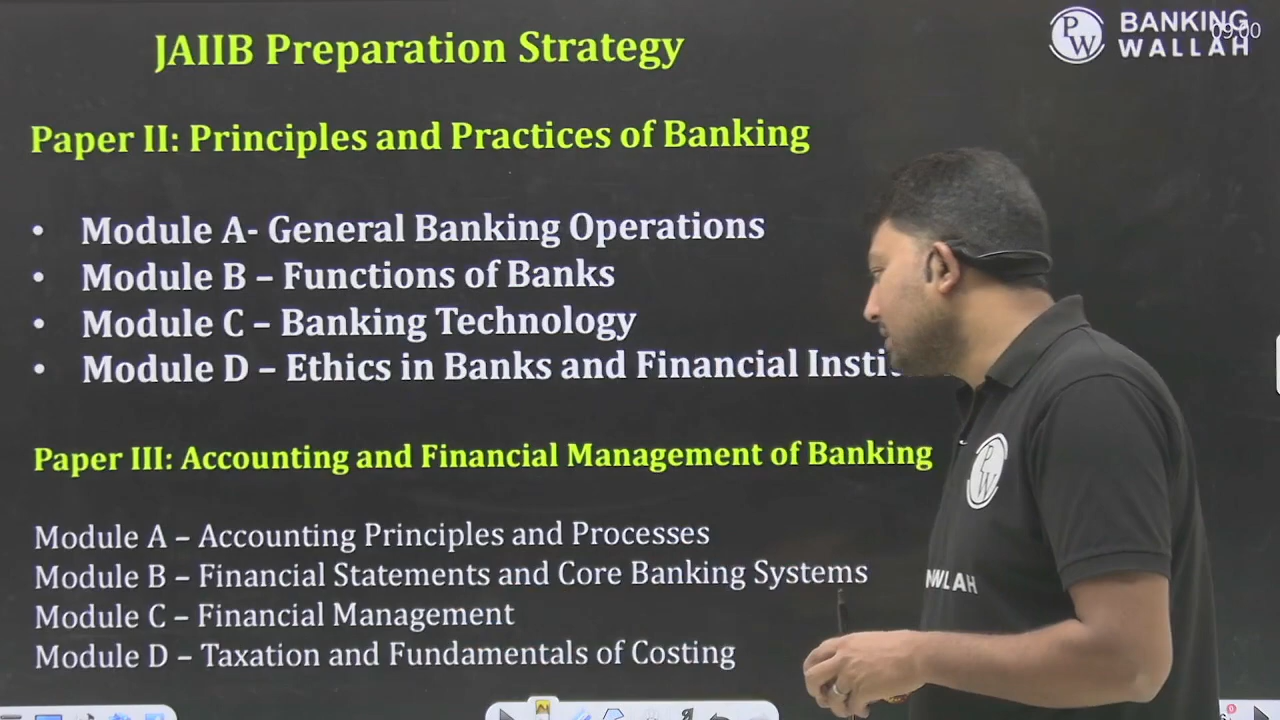 JAIIB Preparation Strategy
PW BANKING WALLAH
09:00
Paper II: Principles and Practices of Banking
• Module A- General Banking Operations
• Module B – Functions of Banks
• Module C – Banking Technology
• Module D – Ethics in Banks and Financial
Paper III: Accounting and Financial Management of Banking
PW
Module A – Accounting Principles and Processes
Module B – Financial Statements and Core Banking Systems
Module C – Financial Management
Module D – Taxation and Fundamentals of Costing